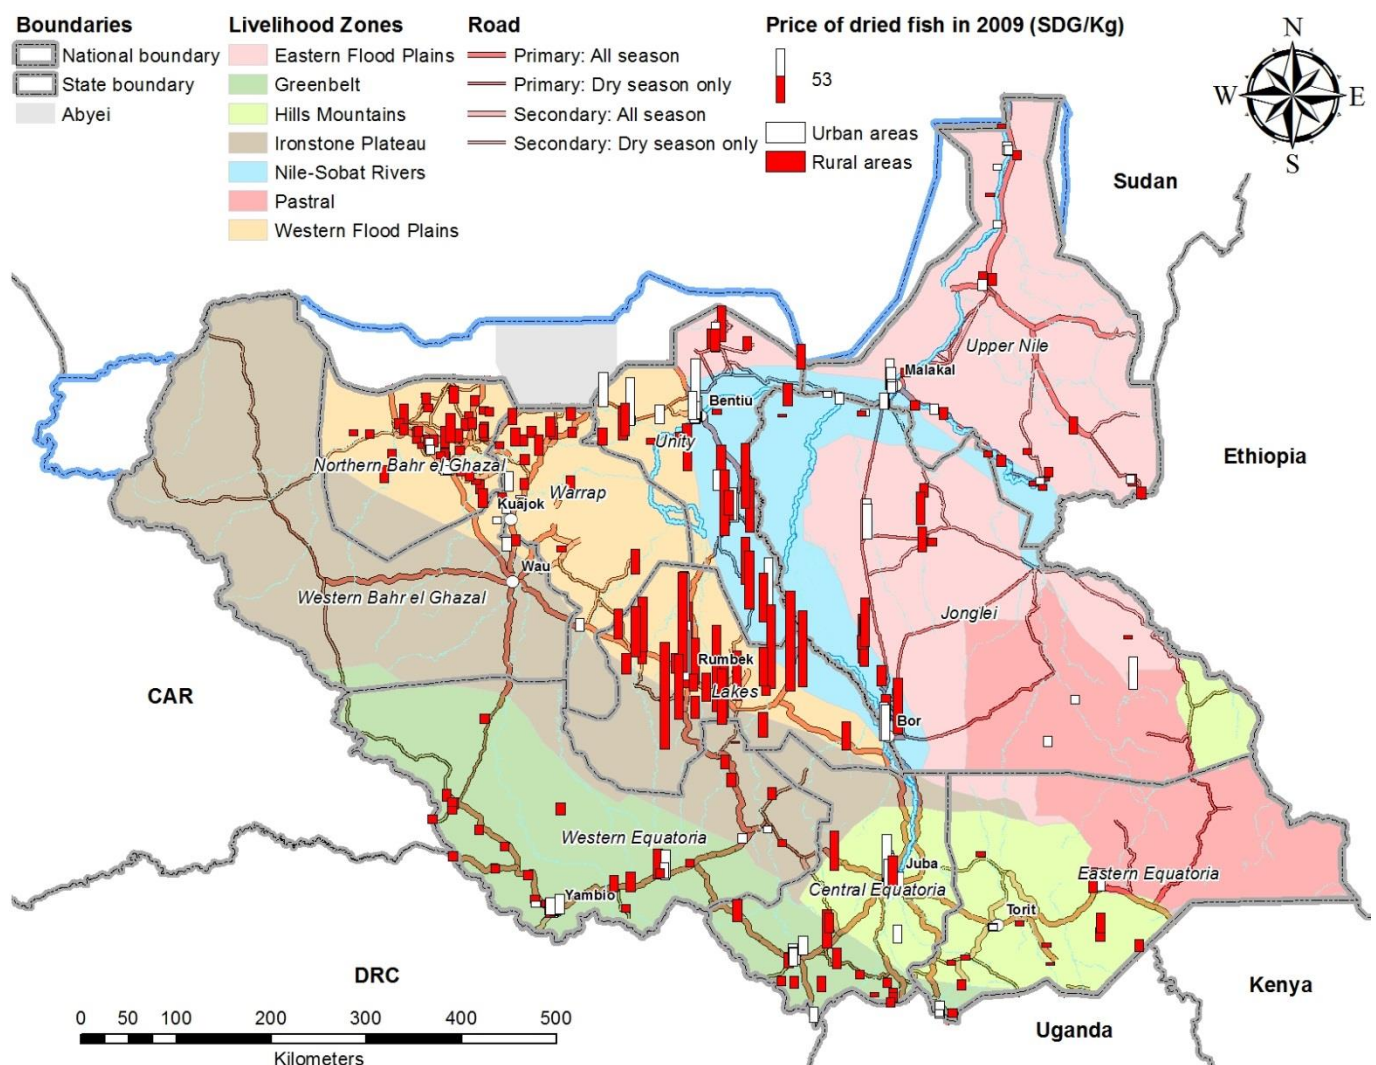 Boundaries
National boundary
State boundary
Abyei
Livelihood Zones
Eastern Flood Plains
Greenbelt
Hills Mountains
Ironstone Plateau
Nile-Sobat Rivers
Pastral
Western Flood Plains
Road
Primary: All season
Primary: Dry season only
Secondary: All season
Secondary: Dry season only
Price of dried fish in 2009 (SDG/Kg)
53
Urban areas
Rural areas
N
W
E
S
Sudan
Upper Nile
Malakal
Bentiu
Unity
Ethiopia
Northern Bahr el-Ghazal
Warrap
Kuajok
Wau
Western Bahr el Ghazal
Jonglei
Rumbek
Lakes
CAR
Bor
Western Equatoria
Juba
Central Equatoria
Eastern Equatoria
Yambio
Torit
DRC
Kenya
Uganda
0 50 100 200 300 400 500
Kilometers